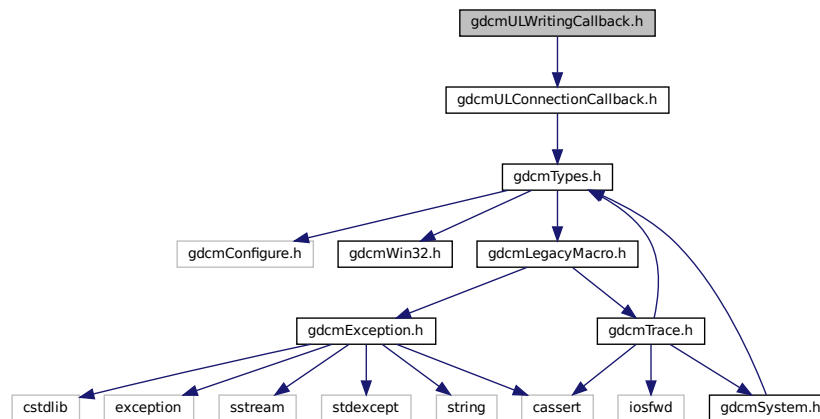 gdcmULWritingCallback.h
gdcmULConnectionCallback.h
gdcmTypes.h
gdcmConfigure.h
gdcmWin32.h
gdcmLegacyMacro.h
gdcmException.h
gdcmTrace.h
cstdlib
exception
sstream
stdexcept
string
cassert
iosfwd
gdcmSystem.h